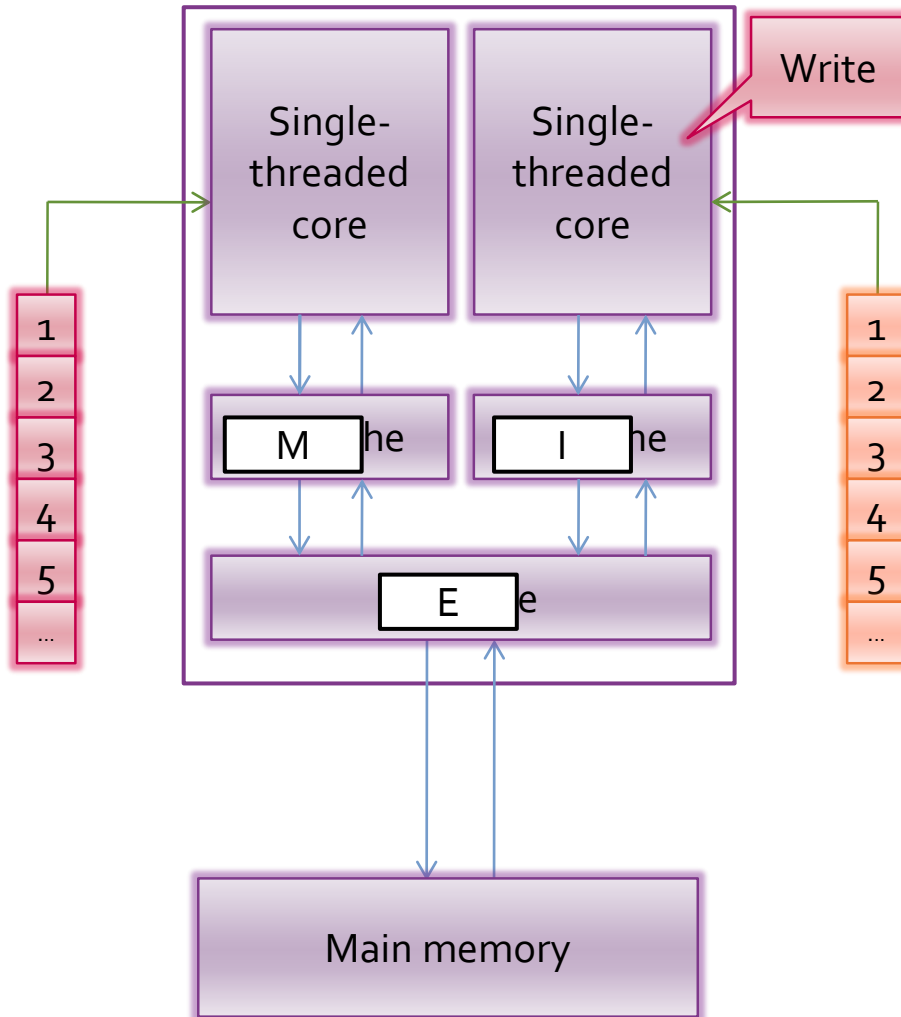 Single-
threaded
core
Single-
threaded
core
Write
1
2
3
4
5
...
1
2
3
4
5
...
M he
I he
E e
Main memory